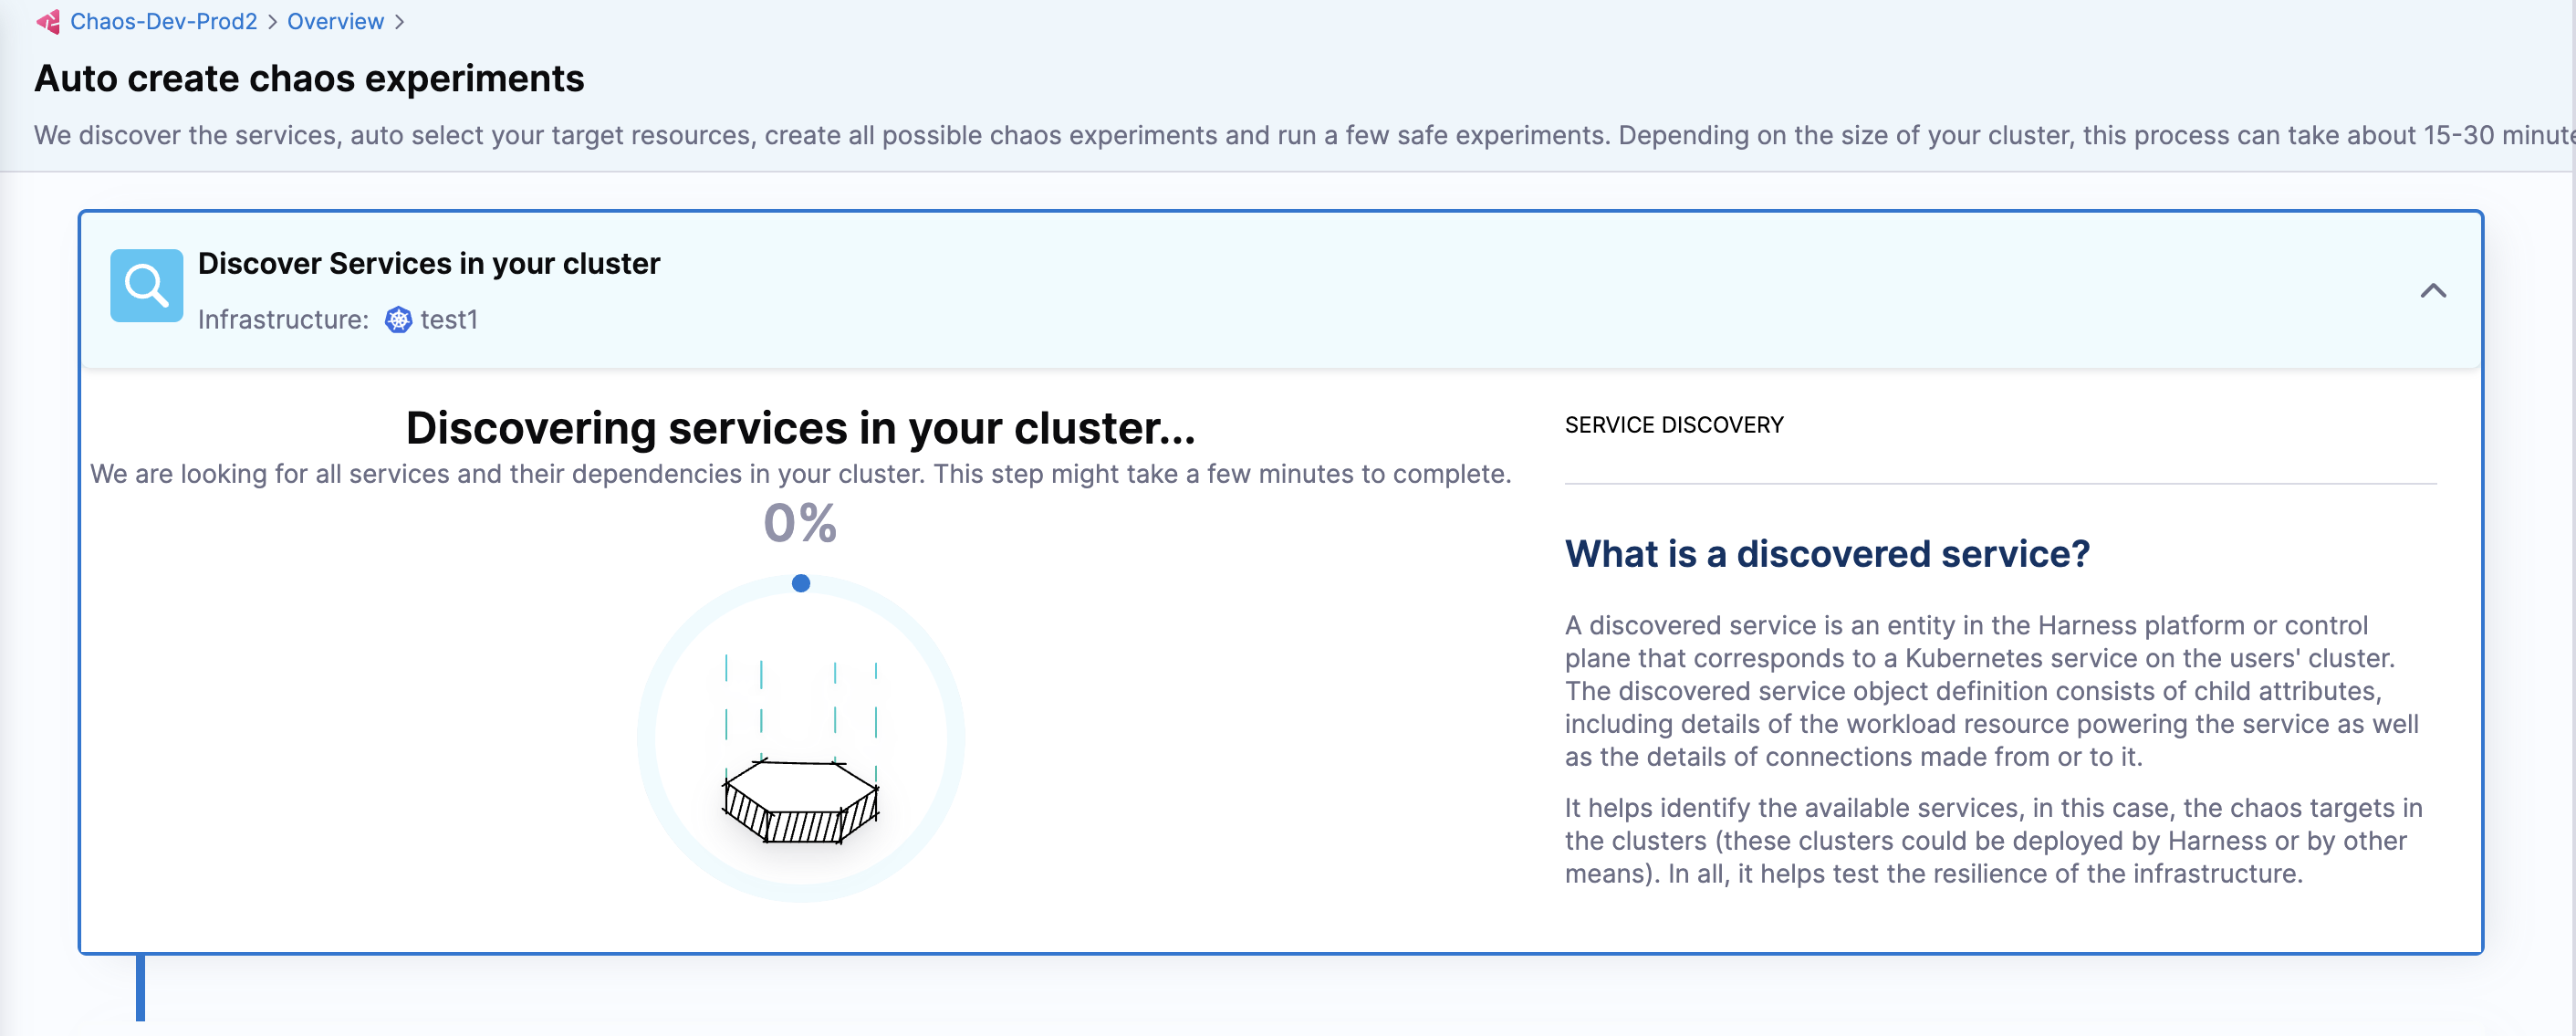 Chaos-Dev-Prod2 > Overview >
Auto create chaos experiments
We discover the services, auto select your target resources, create all possible chaos experiments and run a few safe experiments. Depending on the size of your cluster, this process can take about 15-30
Discover Services in your cluster
Infrastructure: test1
Discovering services in your cluster...
We are looking for all services and their dependencies in your cluster. This step might take a few minutes to complete.
0%
SERVICE DISCOVERY
What is a discovered service?
A discovered service is an entity in the Harness platform or control
plane that corresponds to a Kubernetes service on the users' cluster.
The discovered service object definition consists of child attributes,
including details of the workload resource powering the service as well
as the details of connections made from or to it.
It helps identify the available services, in this case, the chaos targets in
the clusters (these clusters could be deployed by Harness or by other
means). In all, it helps test the resilience of the infrastructure.